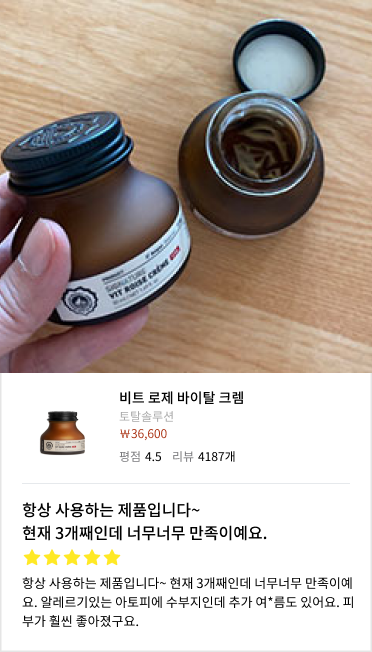 PRODUCT
SIGNATURE
VIT ROISE CRÈME
비트 로제 바이탈 크렘
토탈솔루션
₩36,600
평점 4.5 리뷰 4187개
항상 사용하는 제품입니다~
현재 3개째인데 너무너무 만족이예요.
항상 사용하는 제품입니다~ 현재 3개째인데 너무너무 만족이예
요. 알레르기있는 아토피에 수부지인데 추가 여*름도 있어요. 피
부가 훨씬 좋아졌구요.